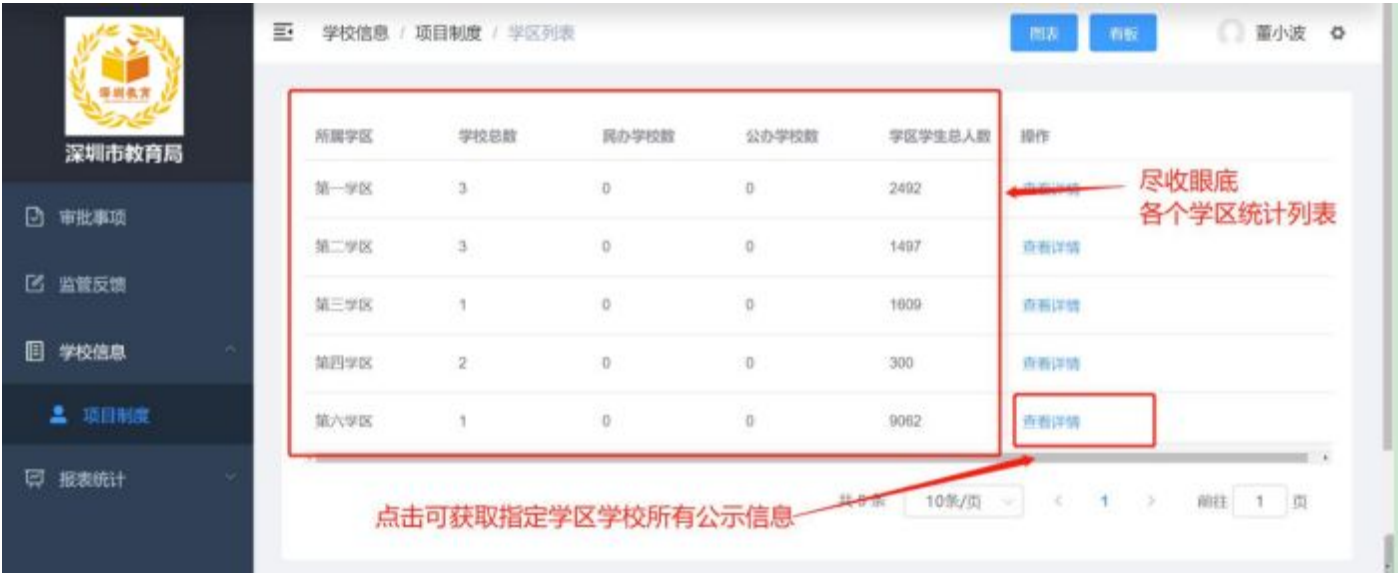 深圳教育
深圳市教育局
审批事项
监管反馈
学校信息
项目制度
报表统计
学校信息 / 项目制度 / 学区列表
图表 看板 董小波
所属学区 学校总数 民办学校数 公办学校数 学区学生总人数 操作
第一学区 3 0 0 2492 查看详情
第二学区 3 0 0 1497 查看详情
第三学区 1 0 0 1609 查看详情
第四学区 2 0 0 300 查看详情
第六学区 1 0 0 9062 查看详情
尽收眼底
各个学区统计列表
点击可获取指定学区学校所有公示信息
10条/页 1 前往 1 页